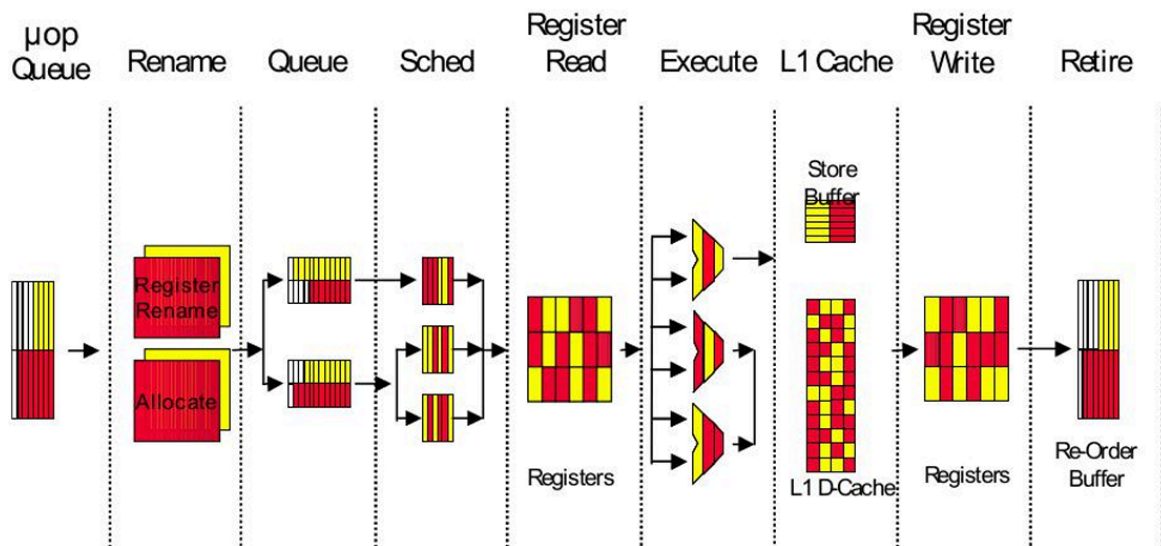 µop
Queue
Rename
Queue
Sched
Register
Read
Execute
L1 Cache
Register
Write
Retire
Store
Buffer
Register
Rename
Allocate
Registers
L1 D-Cache
Registers
Re-Order
Buffer